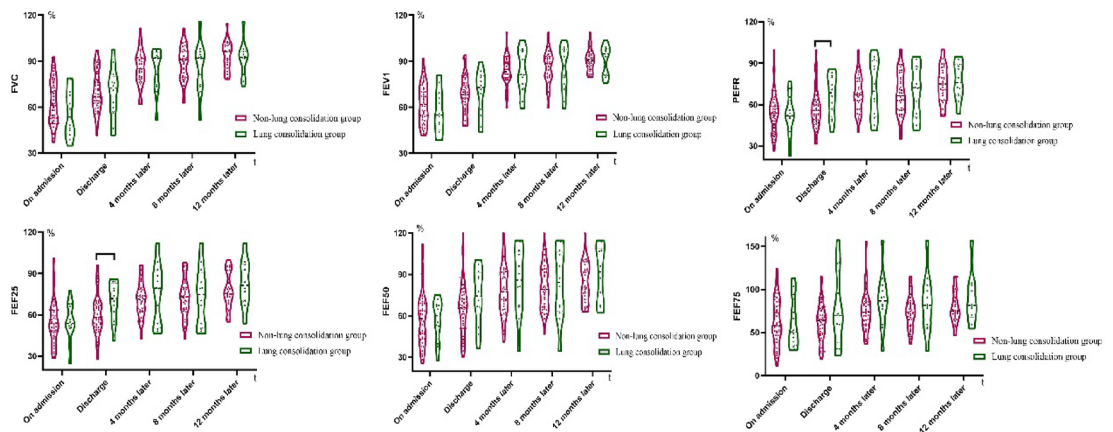 %
120
90
60
30
0
FVC
Non-lung consolidation group
Lung consolidation group
t
On admission
Discharge
4 months later
8 months later
12 months later
%
120
90
60
30
0
FEV1
Non-lung consolidation group
Lung consolidation group
t
On admission
Discharge
4 months later
8 months later
12 months later
%
120
90
60
30
PEFR
Non-lung consolidation group
Lung consolidation group
t
On admission
Discharge
4 months later
8 months later
12 months later
%
120
90
60
30
FEF25
Non-lung consolidation group
Lung consolidation group
t
On admission
Discharge
4 months later
8 months later
12 months later
%
120
90
60
30
0
FEF50
Non-lung consolidation group
Lung consolidation group
t
On admission
Discharge
4 months later
8 months later
12 months later
%
150
100
50
0
FEF75
Non-lung consolidation group
Lung consolidation group
t
On admission
Discharge
4 months later
8 months later
12 months later